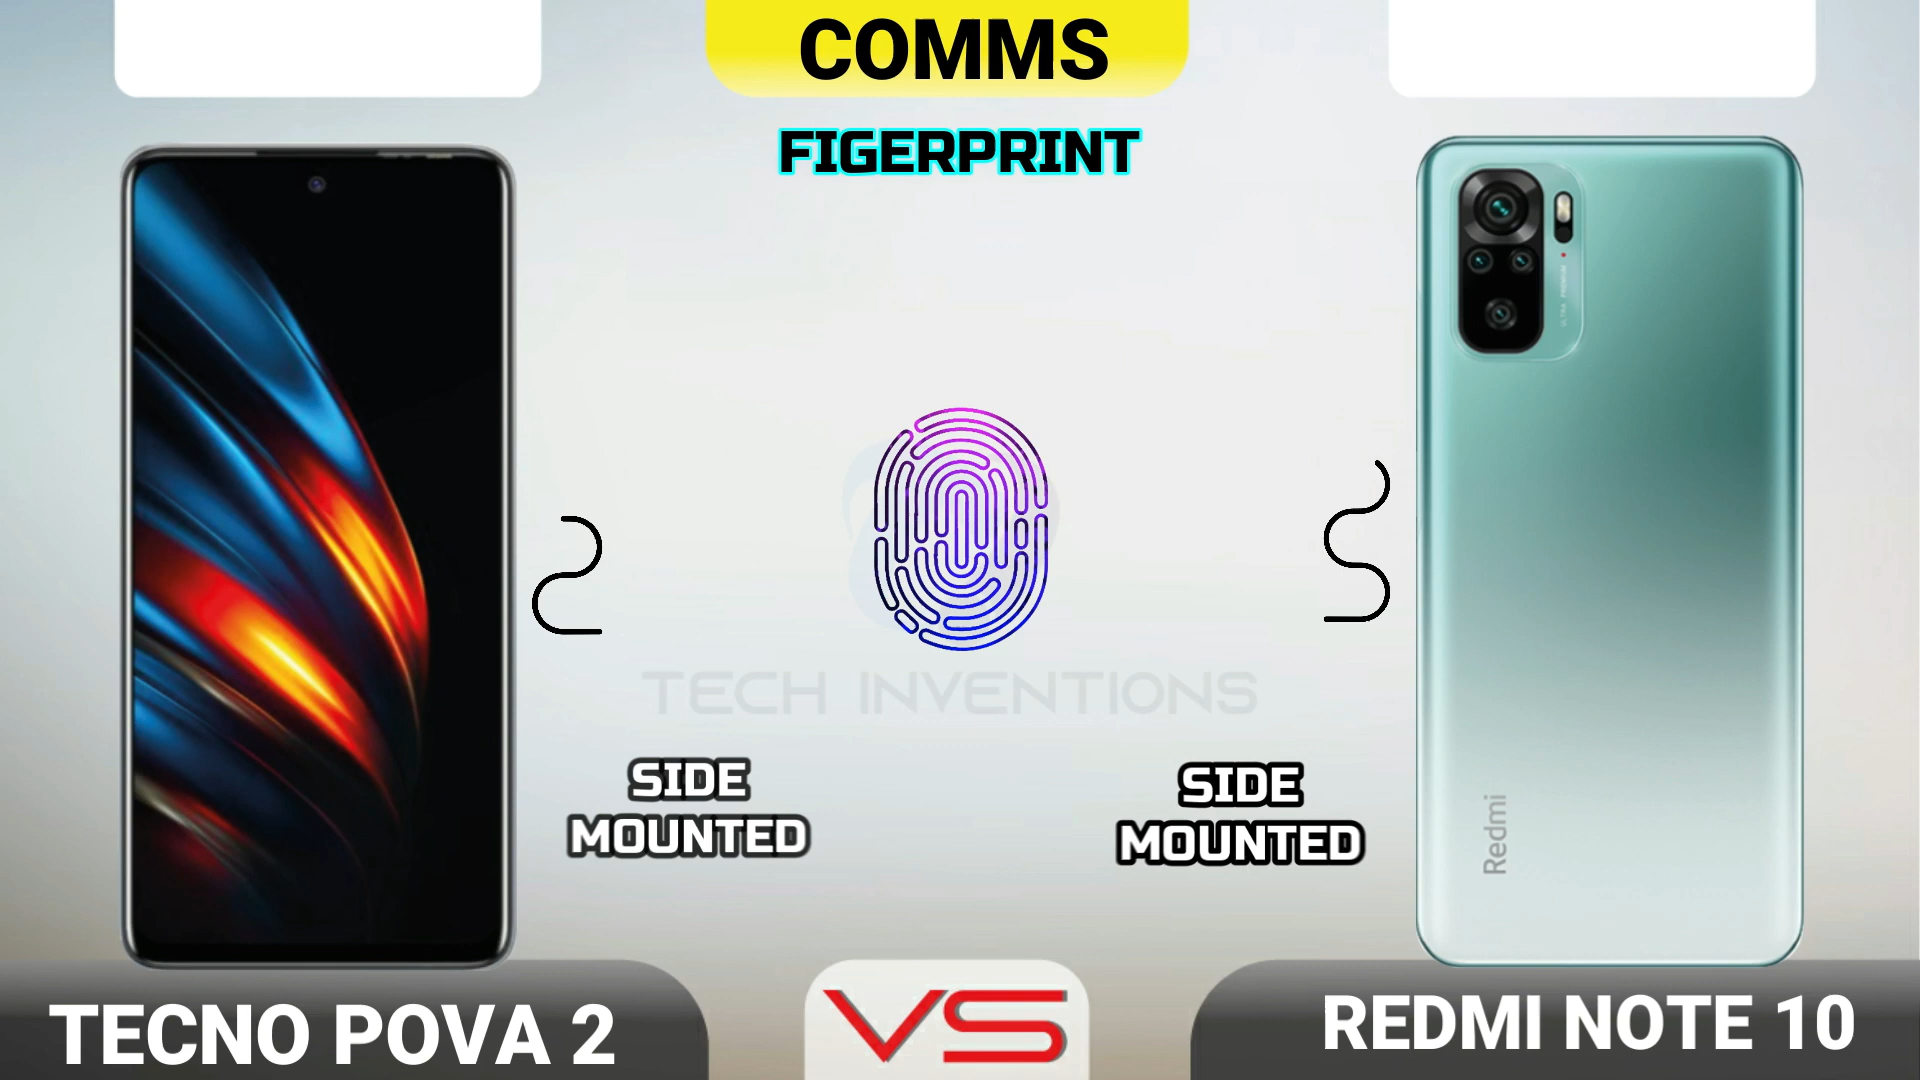 COMMS
FIGERPRINT
Redmi
TECH INVENTIONS
SIDE
MOUNTED
SIDE
MOUNTED
TECNO POVA 2
VS
REDMI NOTE 10